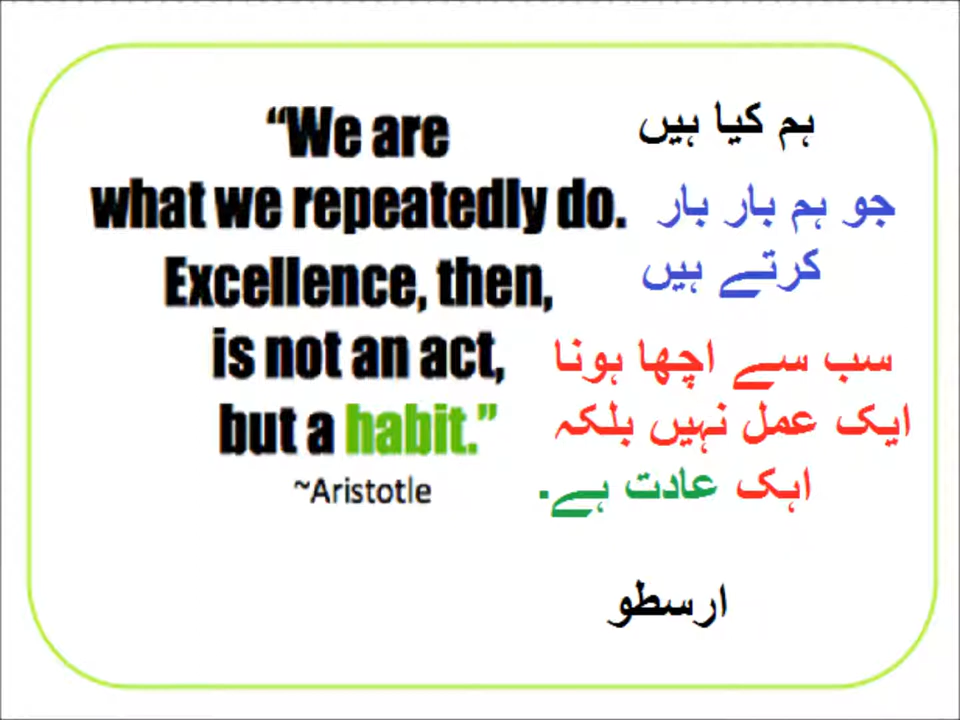 “We are
what we repeatedly do.
Excellence, then,
is not an act,
but a habit.”
~Aristotle
ہم کیا ہیں
جو ہم بار بار
کرتے ہیں
سب سے اچھا ہونا
ایک عمل نہیں بلکہ
اہک عادت ہے.
ارسطو